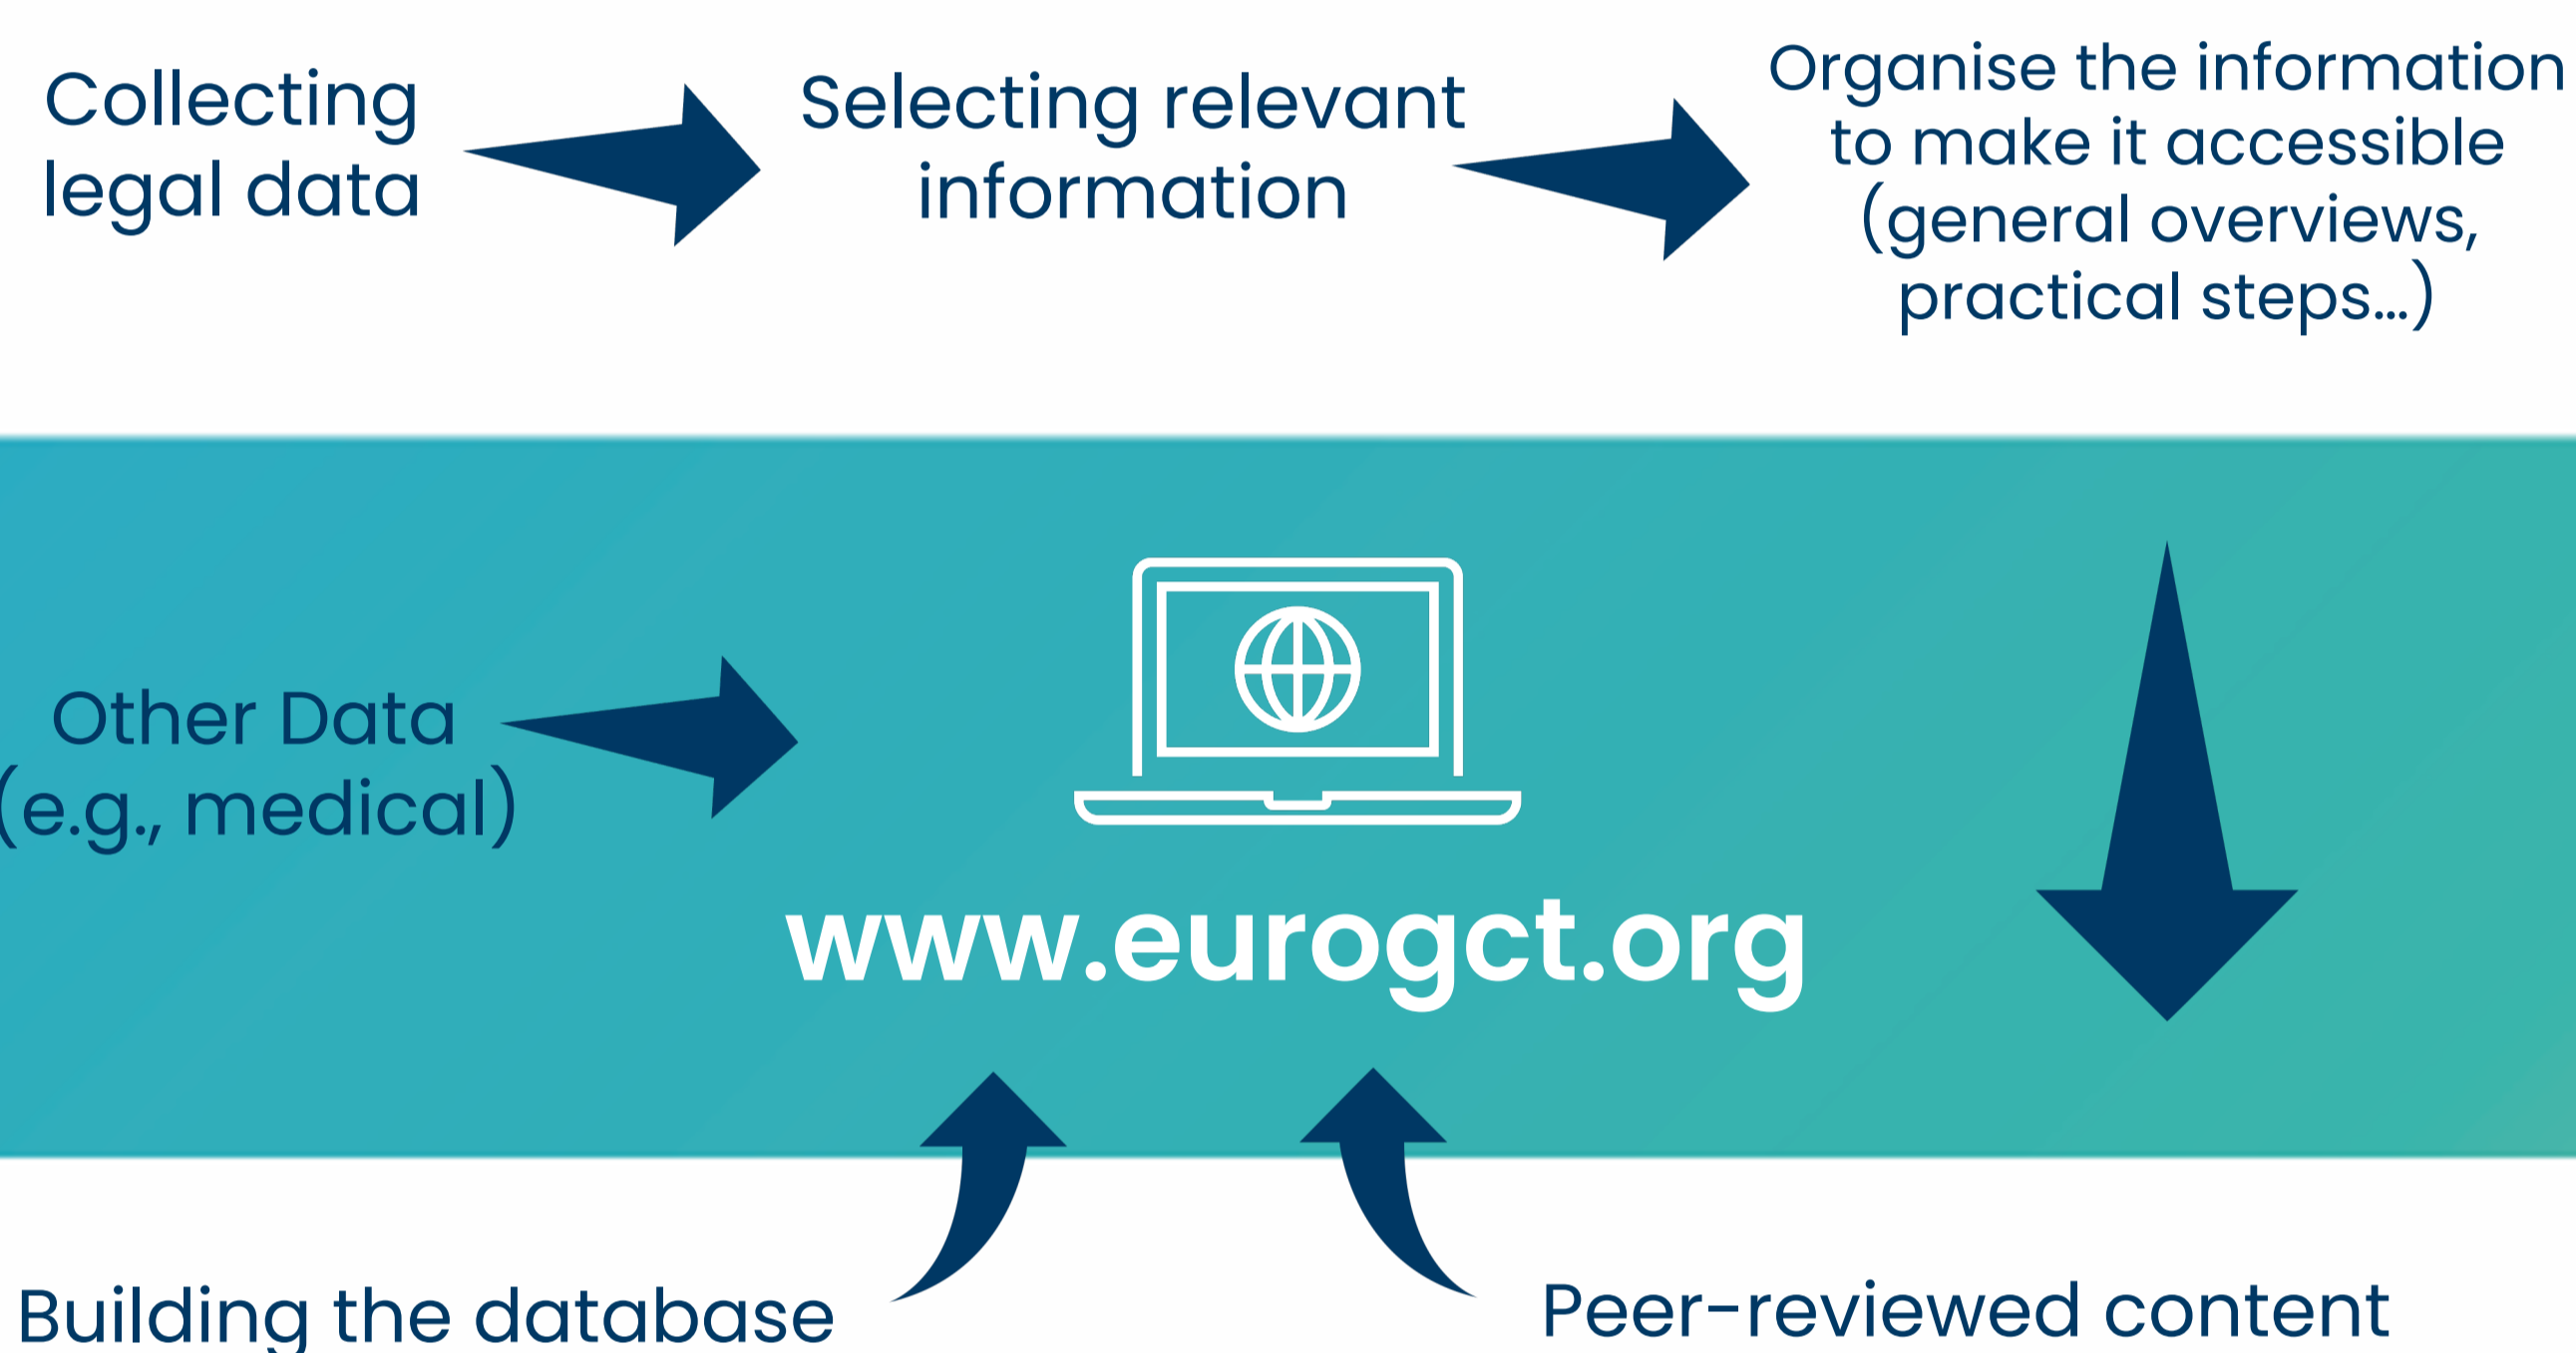 Collecting
legal data
Selecting relevant
information
Organise the information
to make it accessible
(general overviews,
practical steps...)
Other Data
(e.g., medical)
www.eurogct.org
Building the database
Peer-reviewed content